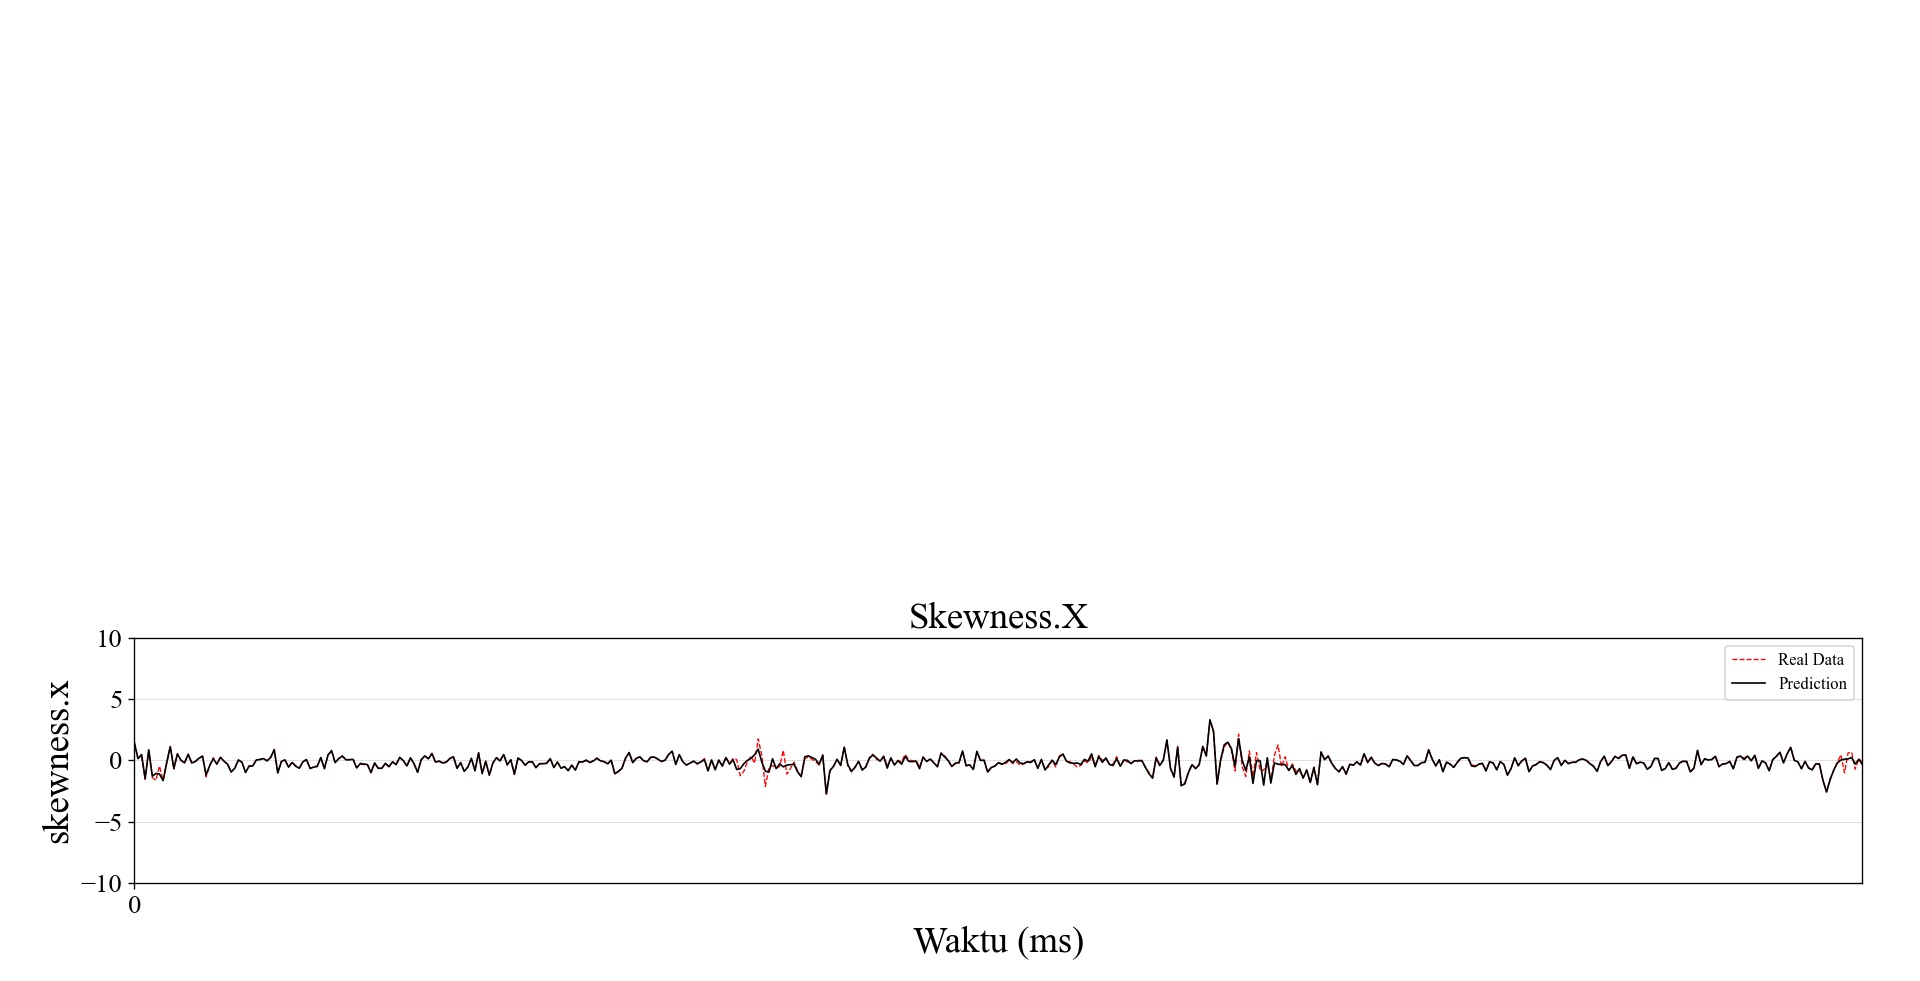 Skewness.X
10
5
0
−5
−10
skewness.x
Real Data
Prediction
0
Waktu (ms)